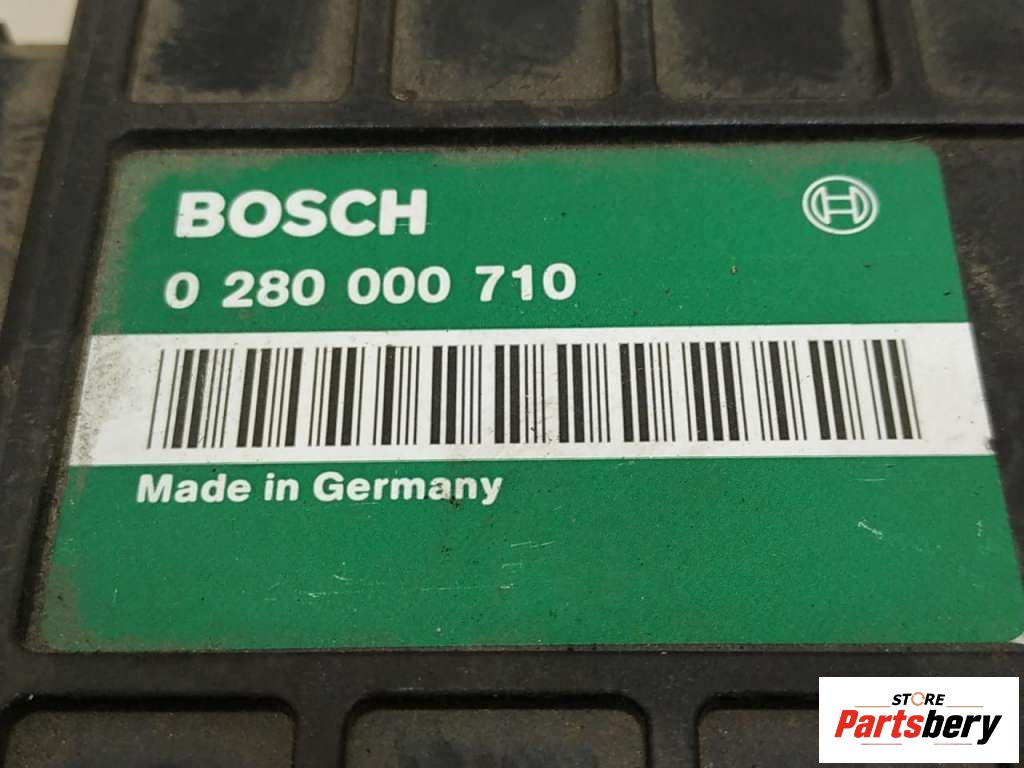 BOSCH
0 280 000 710
Made in Germany
STORE
Partsbery